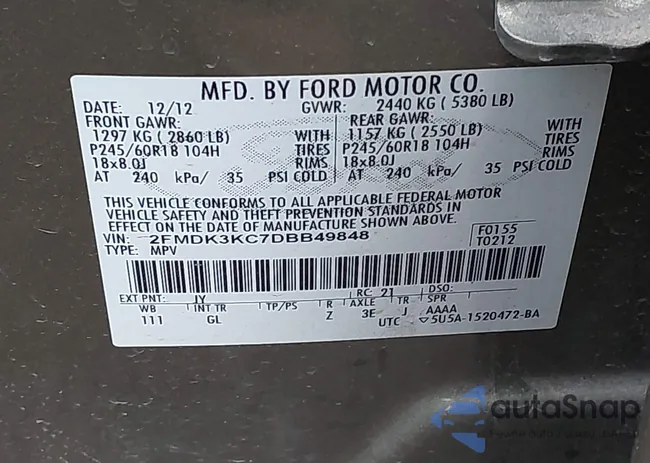 MFD. BY FORD MOTOR CO.
DATE: 12/12 GVWR: 2440 KG ( 5380 LB)
FRONT GAWR: REAR GAWR:
1297 KG ( 2860 LB) WITH 1157 KG ( 2550 LB) WITH
P245/60R18 104H TIRES P245/60R18 104H TIRES
18x8.0J RIMS 18x8.0J RIMS
AT 240 kPa/ 35 PSI COLD AT 240 kPa/ 35 PSI COLD
THIS VEHICLE CONFORMS TO ALL APPLICABLE FEDERAL MOTOR
VEHICLE SAFETY AND THEFT PREVENTION STANDARDS IN
EFFECT ON THE DATE OF MANUFACTURE SHOWN ABOVE.
VIN: 2FMDK3KC7DBB49848 F0155
TYPE: MPV T0212
EXT PNT: JY RC: 21 DSO:
WB INT TR TP/PS R AXLE TR SPR
111 GL Z 3E J AAAA
UTC ▽5U5A-1520472-BA
autoSnap